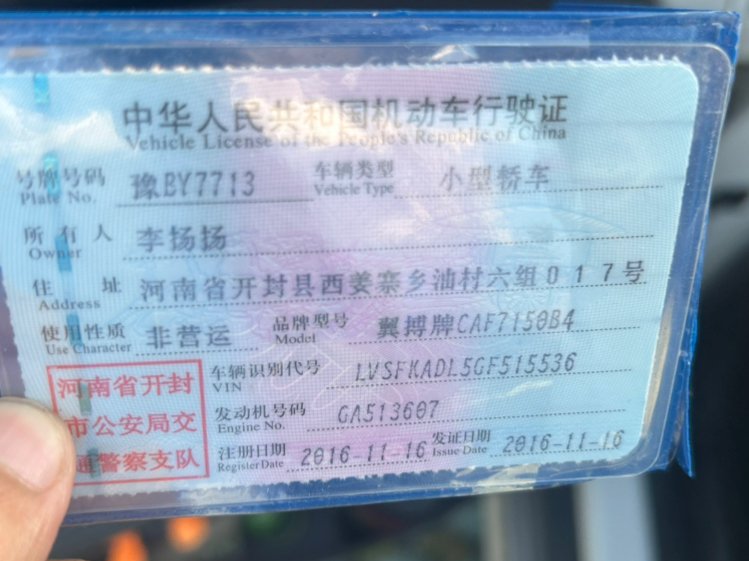 中华人民共和国机动车行驶证
Vehicle License of the People's Republic of China
号牌号码 Plate No. 豫BY7713 车辆类型 Vehicle Type 小型轿车
所有人 Owner 李扬扬
住址 Address 河南省开封县西姜寨乡油村六组017号
使用性质 Use Character 非营运 品牌型号 Model 翼搏牌CAF7150B4
车辆识别代号 VIN LVSFKADL5GF515536
发动机号码 Engine No. GA513607
注册日期 Register Date 2016-11-16 发证日期 Issue Date 2016-11-16
河南省开封
市公安局交
通警察支队